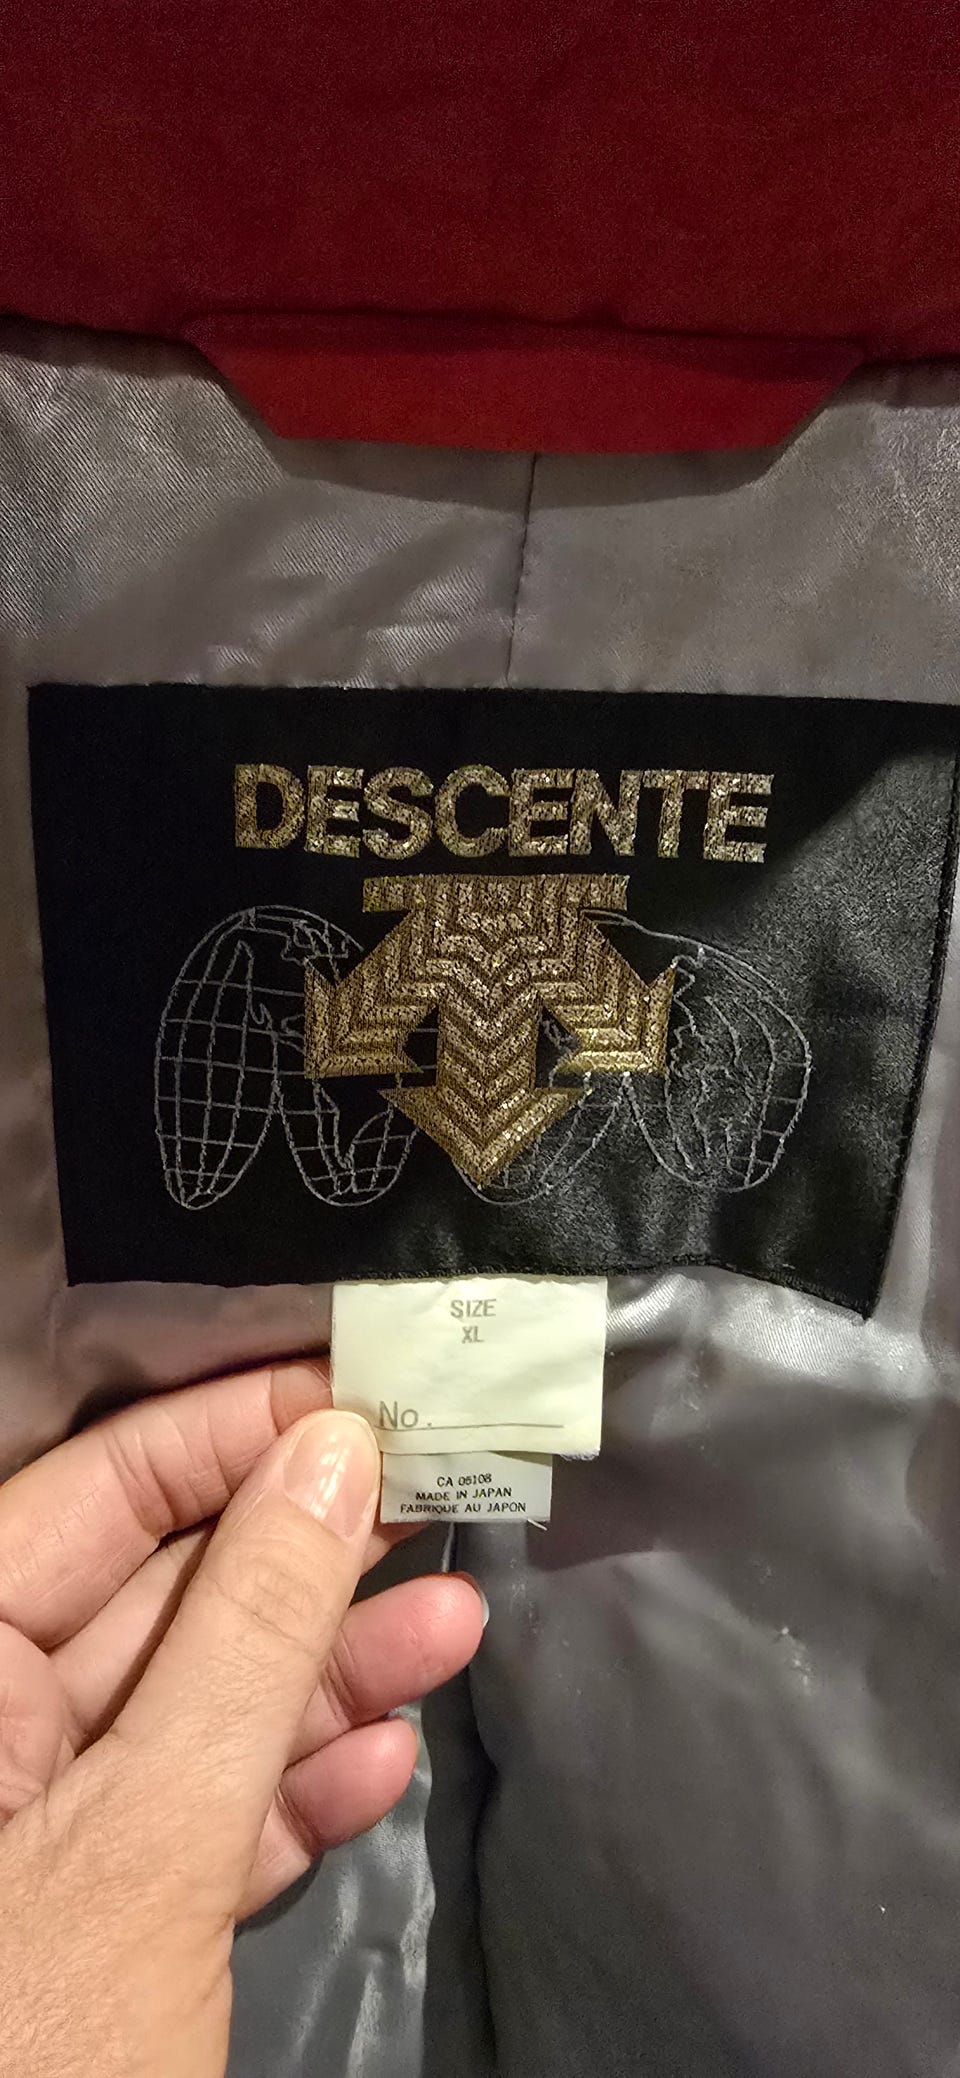 DESCENTE
SIZE
XL
No.
CA 05108
MADE IN JAPAN
FABRIQUE AU JAPON